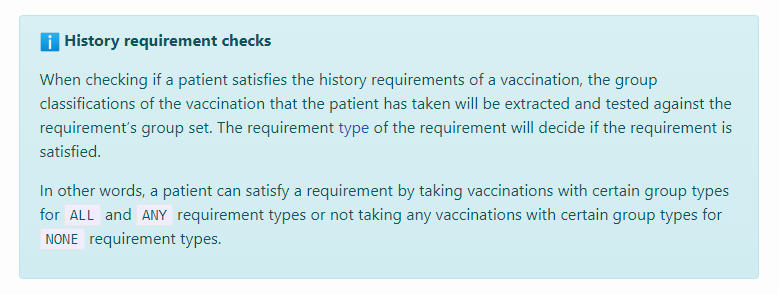 ℹ️ History requirement checks
When checking if a patient satisfies the history requirements of a vaccination, the group
classifications of the vaccination that the patient has taken will be extracted and tested against the
requirement’s group set. The requirement type of the requirement will decide if the requirement is
satisfied.
In other words, a patient can satisfy a requirement by taking vaccinations with certain group types
for ALL and ANY requirement types or not taking any vaccinations with certain group types for
NONE requirement types.